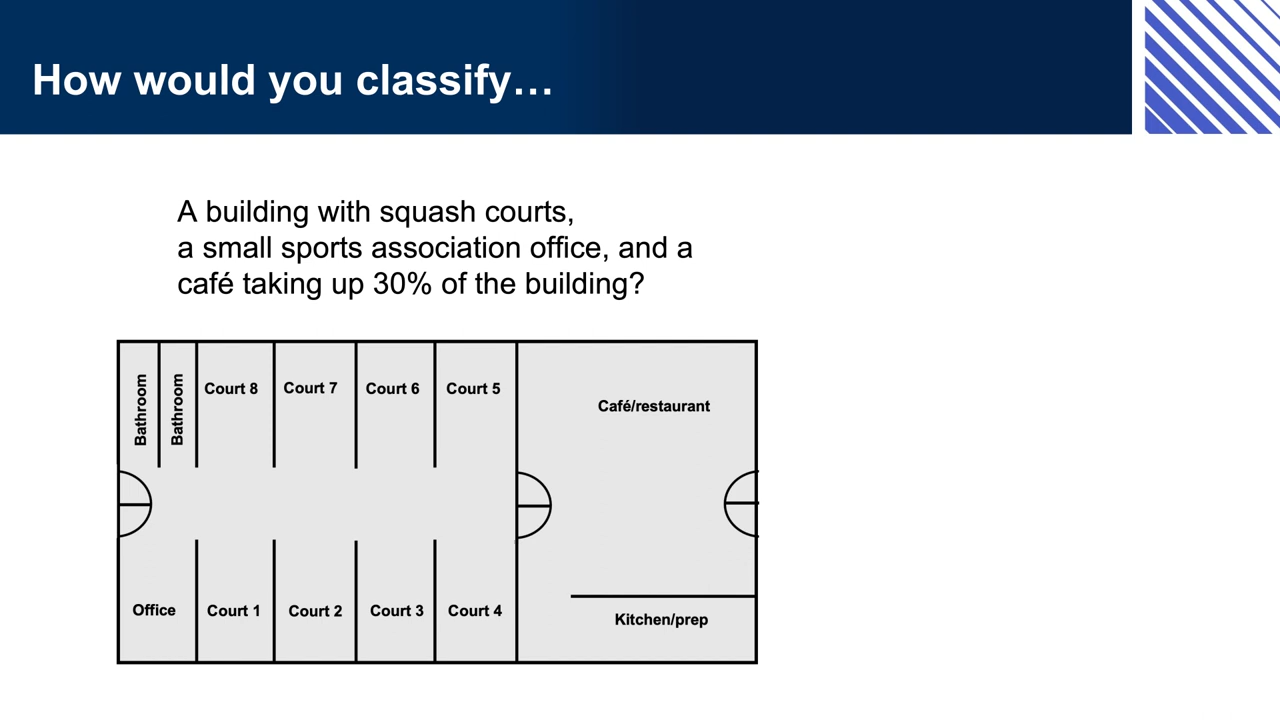 How would you classify…
A building with squash courts,
a small sports association office, and a
café taking up 30% of the building?
Bathroom
Bathroom
Court 8
Court 7
Court 6
Court 5
Café/restaurant
Office
Court 1
Court 2
Court 3
Court 4
Kitchen/prep